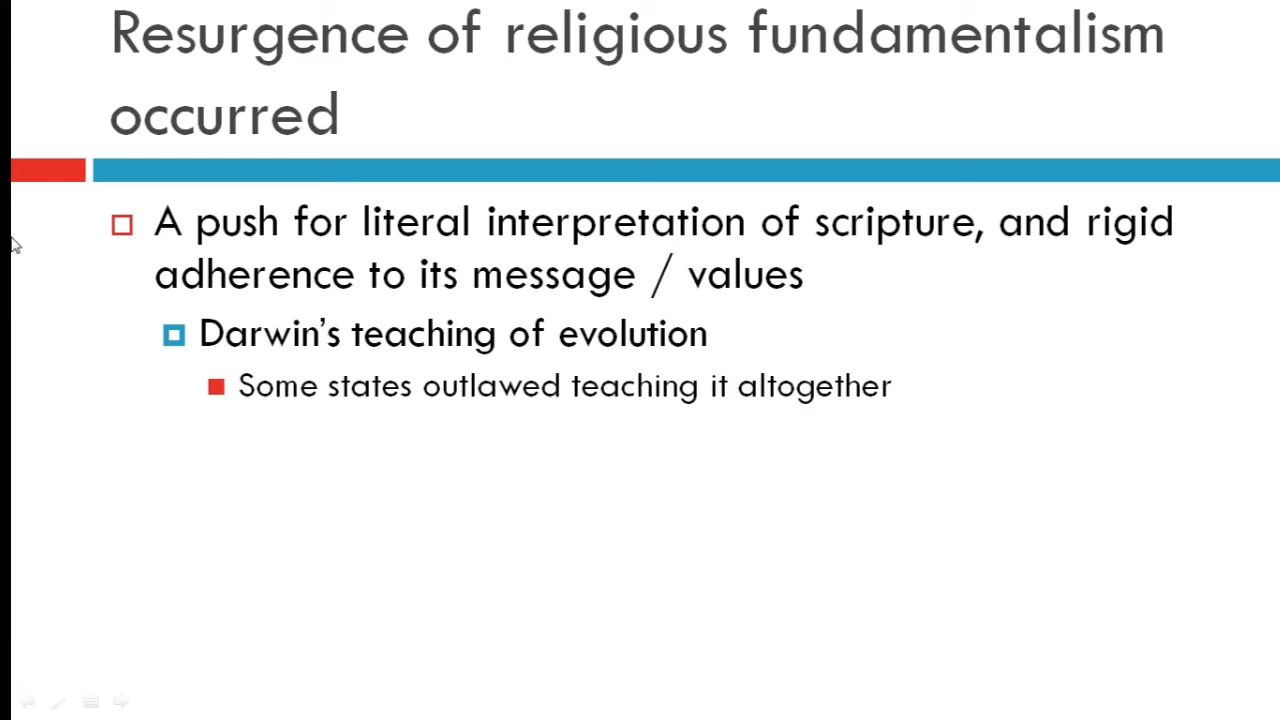 Resurgence of religious fundamentalism
occurred
A push for literal interpretation of scripture, and rigid
adherence to its message / values
Darwin’s teaching of evolution
Some states outlawed teaching it altogether